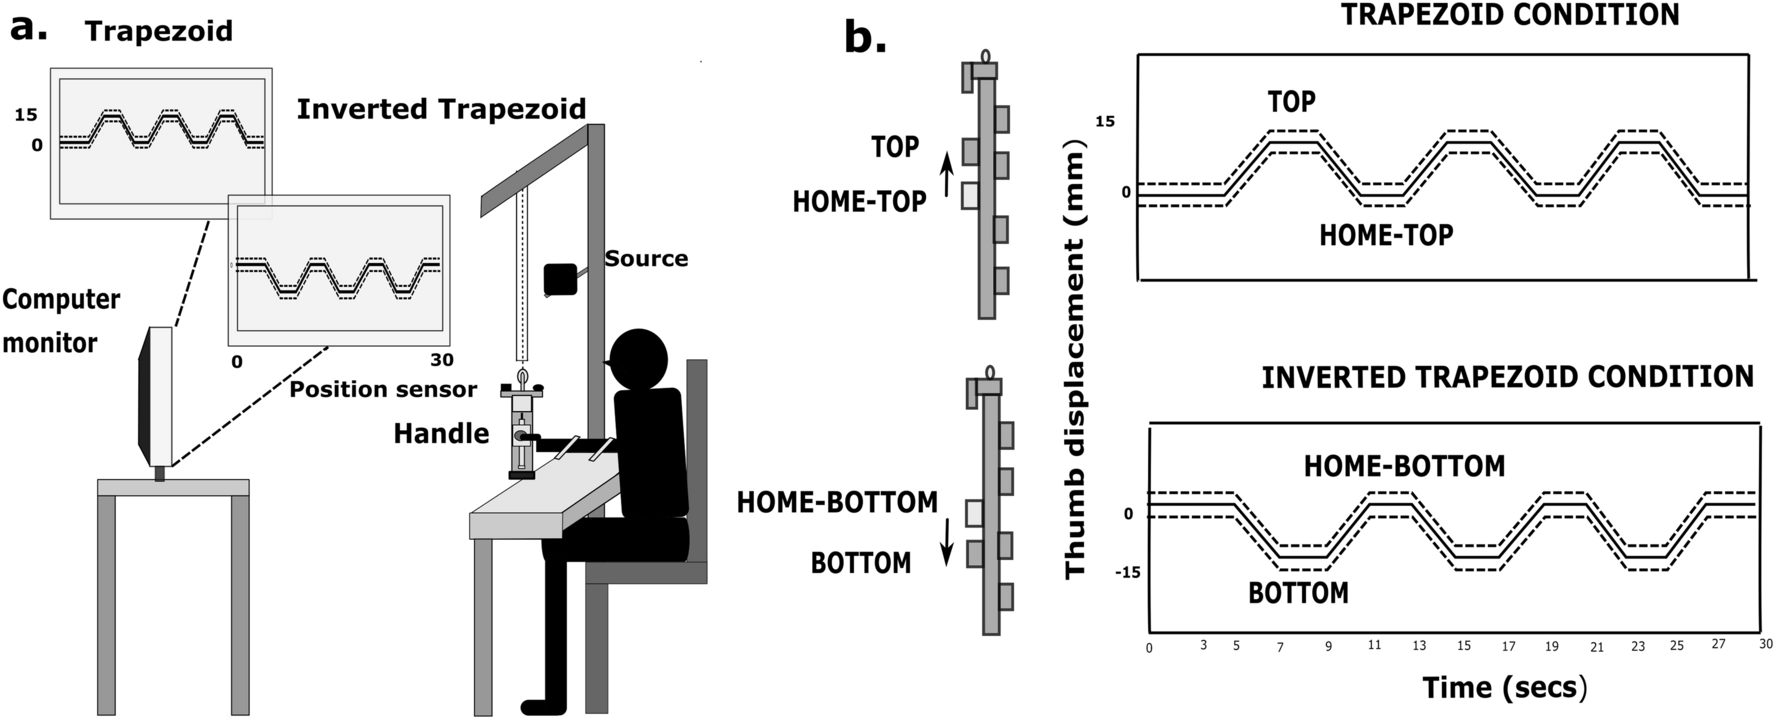 a.
Trapezoid
15
0
Inverted Trapezoid
0
30
Computer
monitor
Source
Position sensor
Handle
b.
TRAPEZOID CONDITION
TOP
HOME-TOP
Thumb displacement (mm)
15
0
TOP
HOME-TOP
INVERTED TRAPEZOID CONDITION
HOME-BOTTOM
BOTTOM
0
-15
HOME-BOTTOM
BOTTOM
0 3 5 7 9 11 13 15 17 19 21 23 25 27 30
Time (secs)